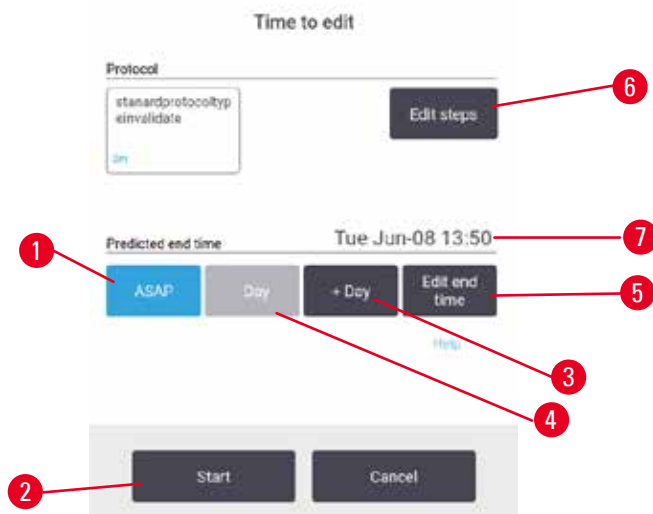 Time to edit
Protocol
stanardprotocoltyp
einvalidate
Edit steps
6
Predicted end time
Tue Jun-08 13:50
7
1
ASAP
Day
+ Day
Edit end
time
5
Help
3
4
Start
Cancel
2